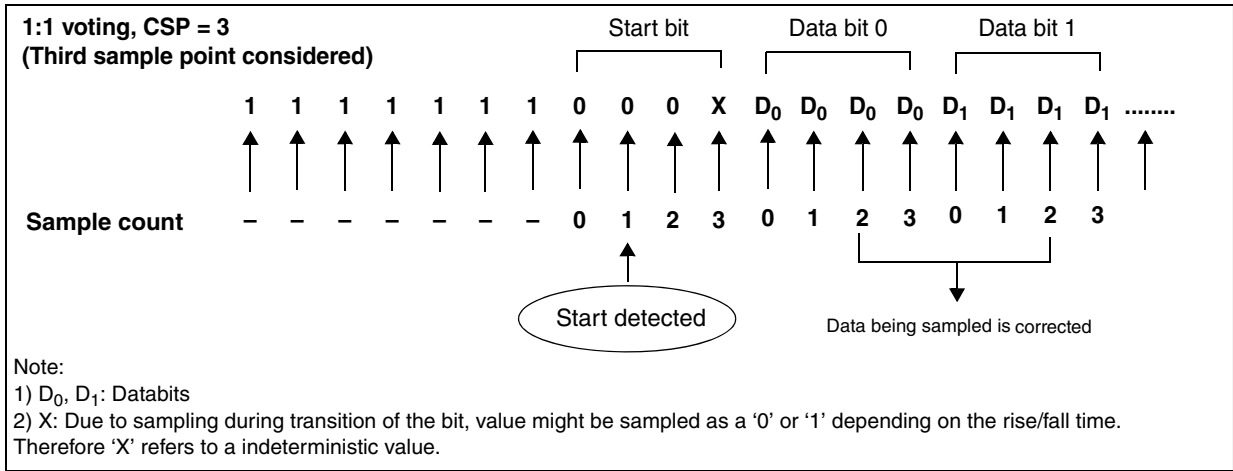 1:1 voting, CSP = 3
(Third sample point considered)
Start bit Data bit 0 Data bit 1
1 1 1 1 1 1 1 0 0 0 X D0 D0 D0 D0 D1 D1 D1 D1 ........
Sample count – – – – – – – 0 1 2 3 0 1 2 3 0 1 2 3
Start detected
Data being sampled is corrected
Note:
1) D0, D1: Databits
2) X: Due to sampling during transition of the bit, value might be sampled as a ‘0’ or ‘1’ depending on the rise/fall time.
Therefore ‘X’ refers to a indeterministic value.